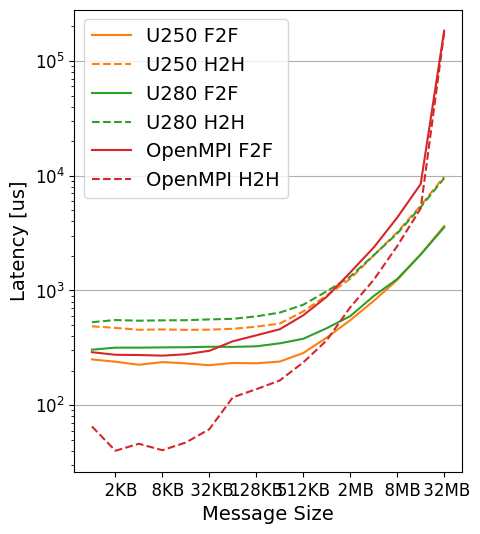 U250 F2F
U250 H2H
U280 F2F
U280 H2H
OpenMPI F2F
OpenMPI H2H
10^5
10^4
10^3
10^2
Latency [us]
2KB 8KB 32KB 128KB 512KB 2MB 8MB 32MB
Message Size